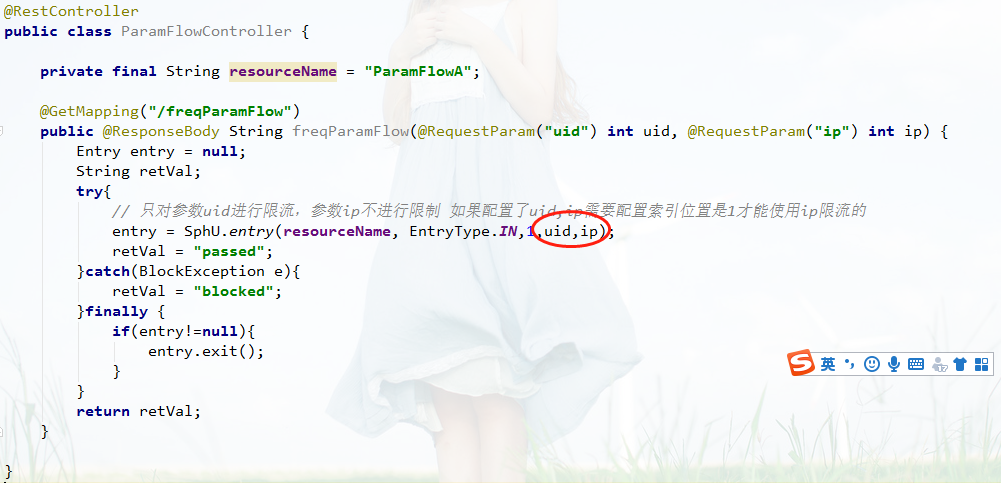 @RestController
public class ParamFlowController {
private final String resourceName = "ParamFlowA";
@GetMapping("/freqParamFlow")
public @ResponseBody String freqParamFlow(@RequestParam("uid") int uid, @RequestParam("ip") int ip) {
Entry entry = null;
String retVal;
try{
// 只对参数uid进行限流，参数ip不进行限制 如果配置了uid,ip需要配置索引位置是1才能使用ip限流的
entry = SphU.entry(resourceName, EntryType.IN,1,uid,ip);
retVal = "passed";
}catch(BlockException e){
retVal = "blocked";
}finally {
if(entry!=null){
entry.exit();
}
}
return retVal;
}
}
S 英